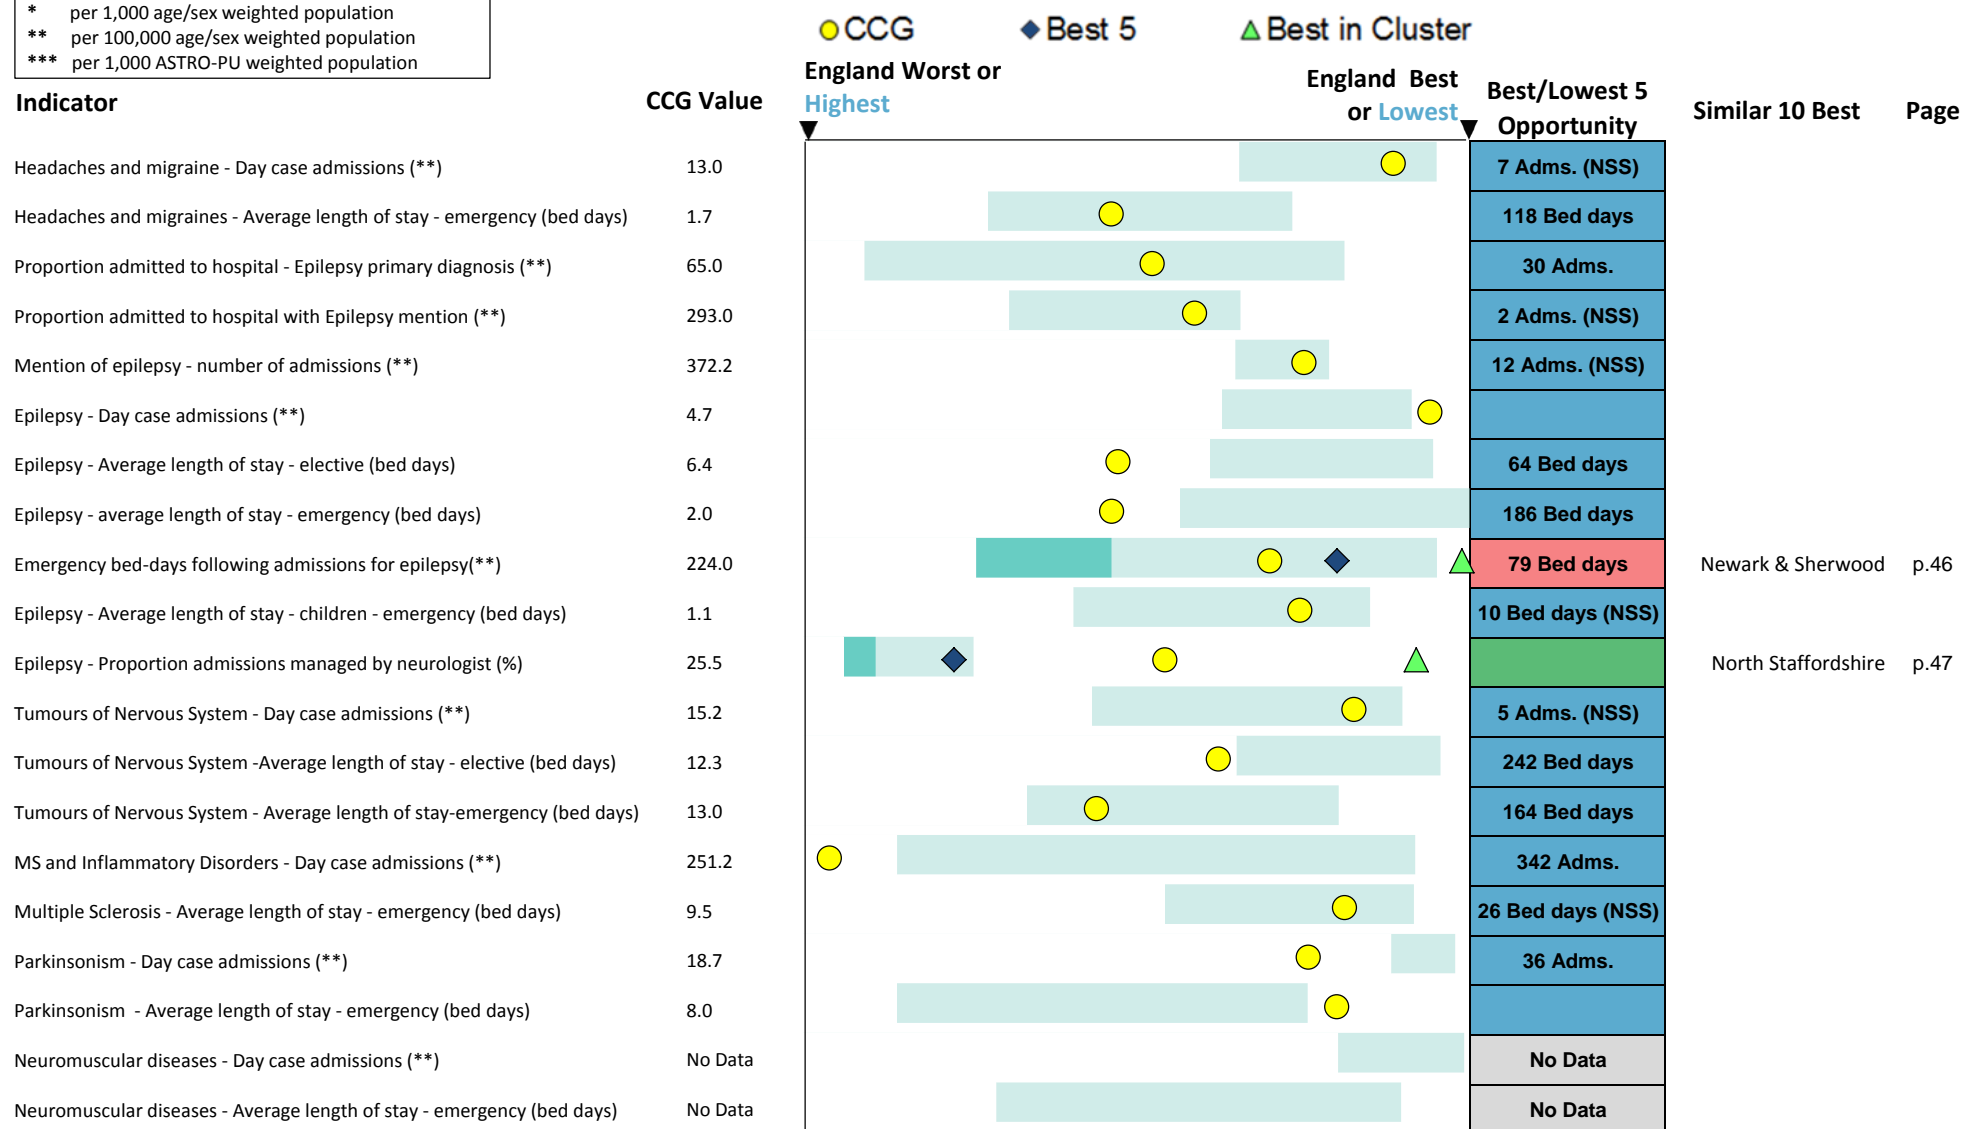 * per 1,000 age/sex weighted population
** per 100,000 age/sex weighted population
*** per 1,000 ASTRO-PU weighted population
CCG Best 5 Best in Cluster
Indicator CCG Value England Worst or Highest England Best or Lowest Best/Lowest 5 Opportunity Similar 10 Best Page
Headaches and migraine - Day case admissions (**) 13.0 7 Adms. (NSS)
Headaches and migraines - Average length of stay - emergency (bed days) 1.7 118 Bed days
Proportion admitted to hospital - Epilepsy primary diagnosis (**) 65.0 30 Adms.
Proportion admitted to hospital with Epilepsy mention (**) 293.0 2 Adms. (NSS)
Mention of epilepsy - number of admissions (**) 372.2 12 Adms. (NSS)
Epilepsy - Day case admissions (**) 4.7
Epilepsy - Average length of stay - elective (bed days) 6.4 64 Bed days
Epilepsy - average length of stay - emergency (bed days) 2.0 186 Bed days
Emergency bed-days following admissions for epilepsy(**) 224.0 79 Bed days Newark & Sherwood p.46
Epilepsy - Average length of stay - children - emergency (bed days) 1.1 10 Bed days (NSS)
Epilepsy - Proportion admissions managed by neurologist (%) 25.5 North Staffordshire p.47
Tumours of Nervous System - Day case admissions (**) 15.2 5 Adms. (NSS)
Tumours of Nervous System -Average length of stay - elective (bed days) 12.3 242 Bed days
Tumours of Nervous System - Average length of stay-emergency (bed days) 13.0 164 Bed days
MS and Inflammatory Disorders - Day case admissions (**) 251.2 342 Adms.
Multiple Sclerosis - Average length of stay - emergency (bed days) 9.5 26 Bed days (NSS)
Parkinsonism - Day case admissions (**) 18.7 36 Adms.
Parkinsonism - Average length of stay - emergency (bed days) 8.0
Neuromuscular diseases - Day case admissions (**) No Data No Data
Neuromuscular diseases - Average length of stay - emergency (bed days) No Data No Data